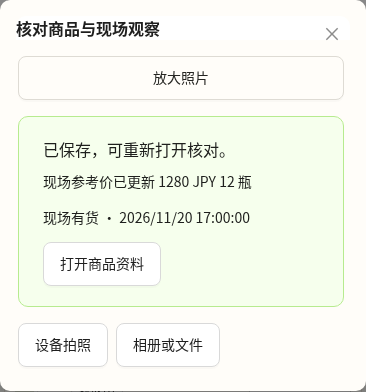 核对商品与现场观察
放大照片
已保存，可重新打开核对。
现场参考价已更新 1280 JPY 12 瓶
现场有货 · 2026/11/20 17:00:00
打开商品资料
设备拍照
相册或文件